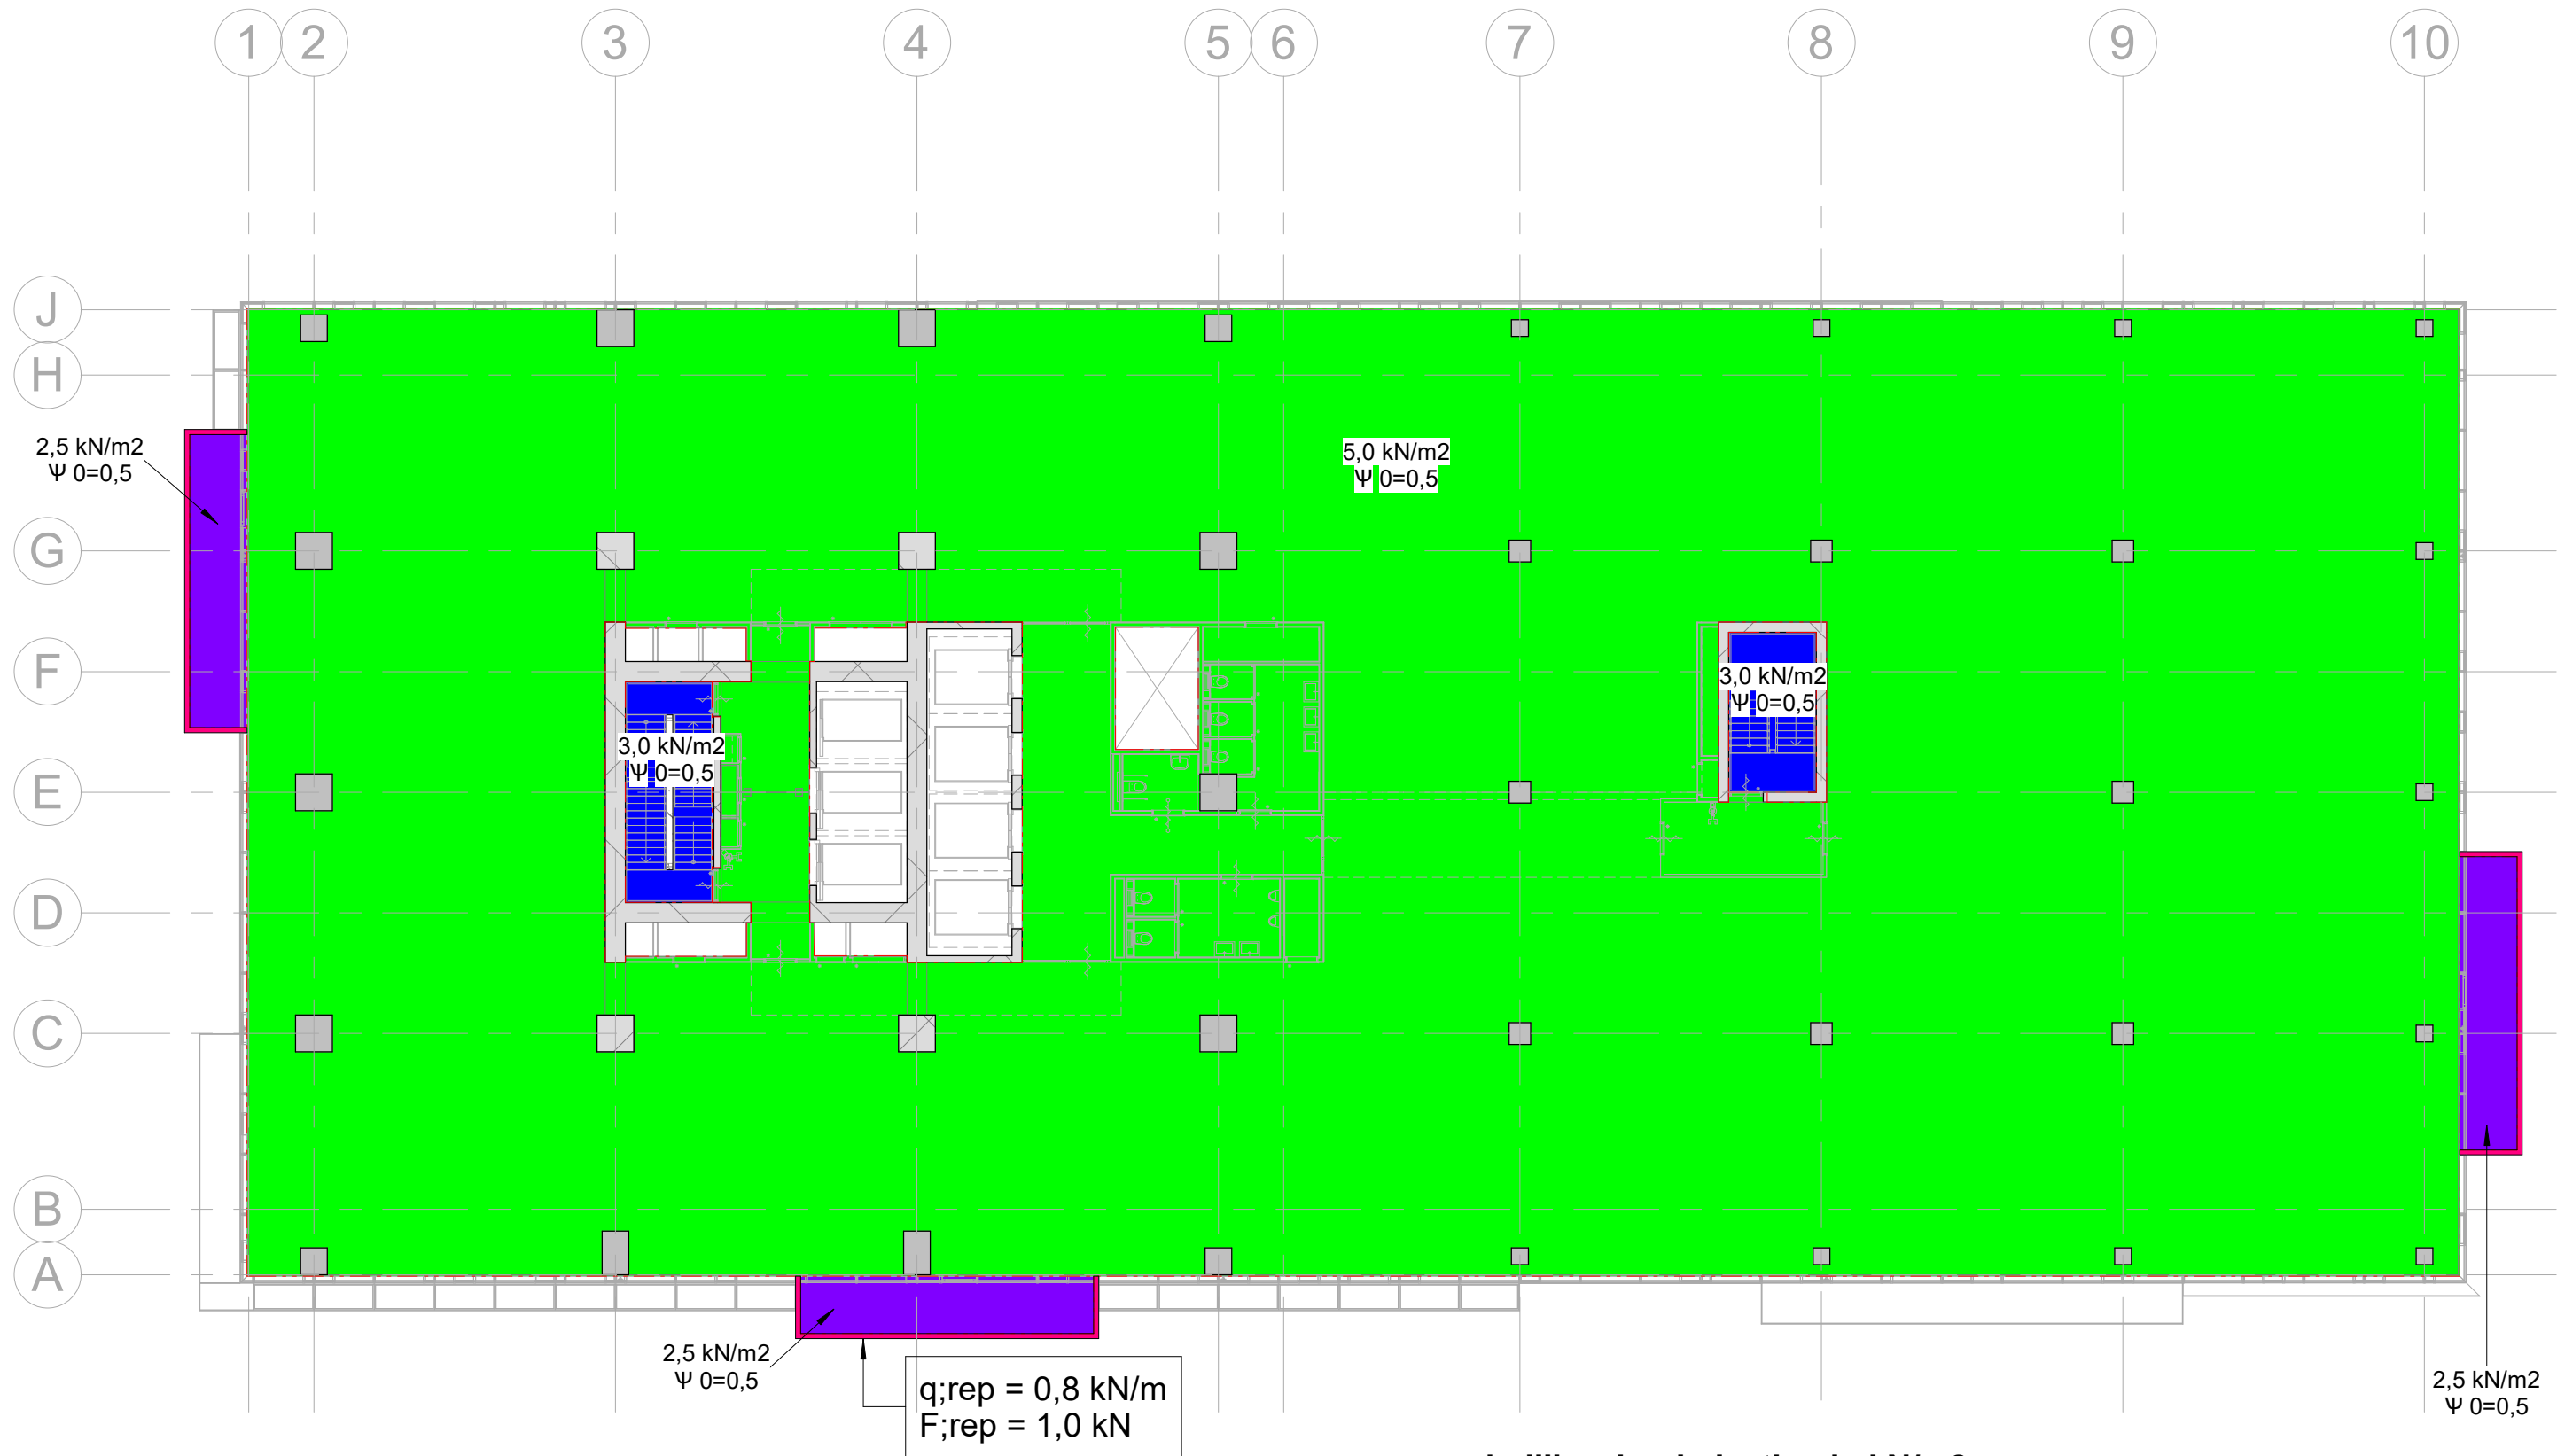 1 2 3 4 5 6 7 8 9 10
J
H
2,5 kN/m2
Ψ 0=0,5
5,0 kN/m2
Ψ 0=0,5
G
F
3,0 kN/m2
Ψ 0=0,5
3,0 kN/m2
Ψ 0=0,5
E
D
C
B
A
2,5 kN/m2
Ψ 0=0,5
q;rep = 0,8 kN/m
F;rep = 1,0 kN
2,5 kN/m2
Ψ 0=0,5